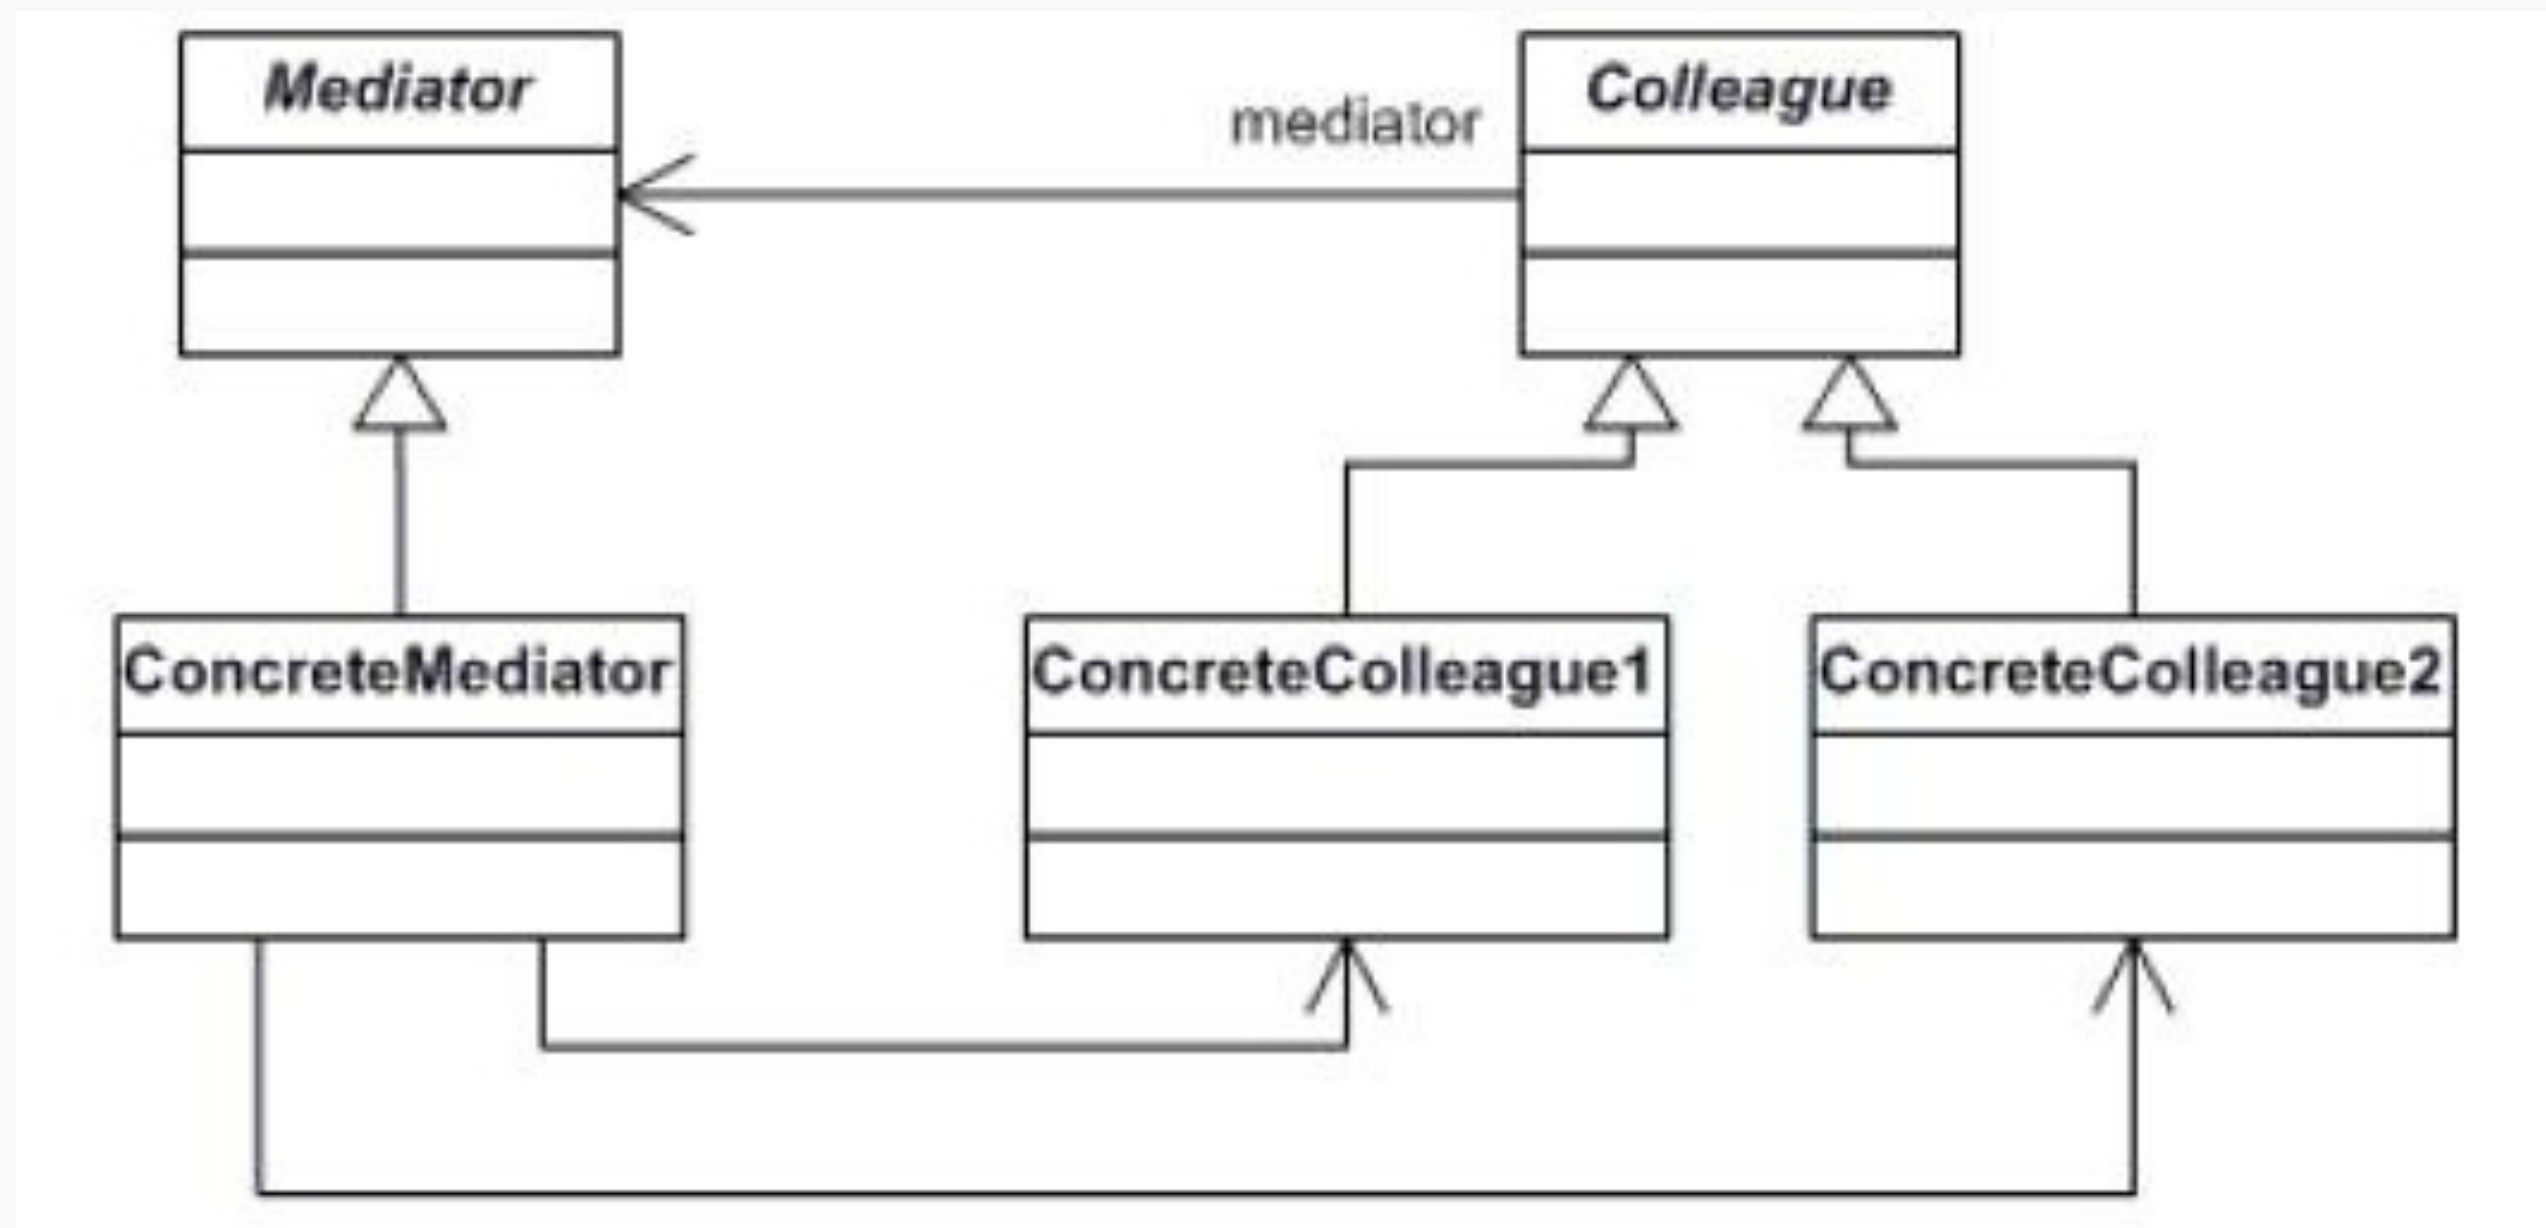 Mediator
mediator
Colleague
ConcreteMediator
ConcreteColleague1
ConcreteColleague2